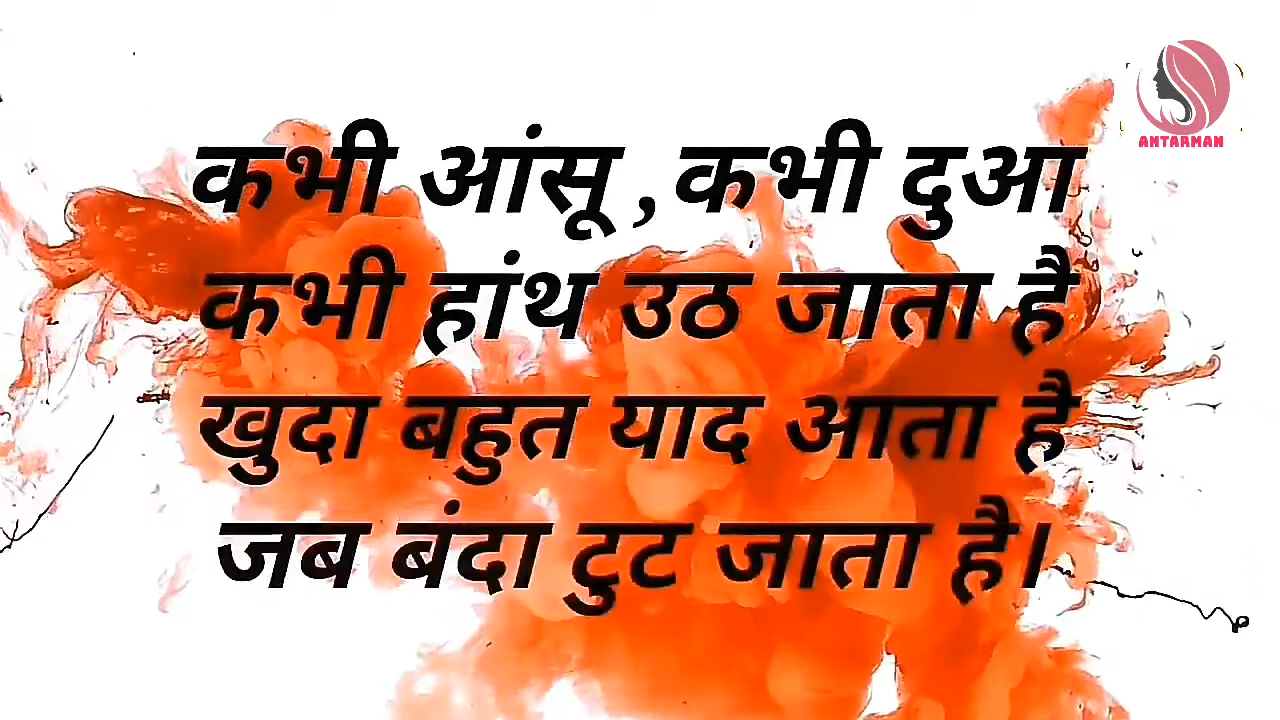 ANTARMAN
कभी आंसू ,कभी दुआ
कभी हांथ उठ जाता है
खुदा बहुत याद आता है
जब बंदा टुट जाता है।